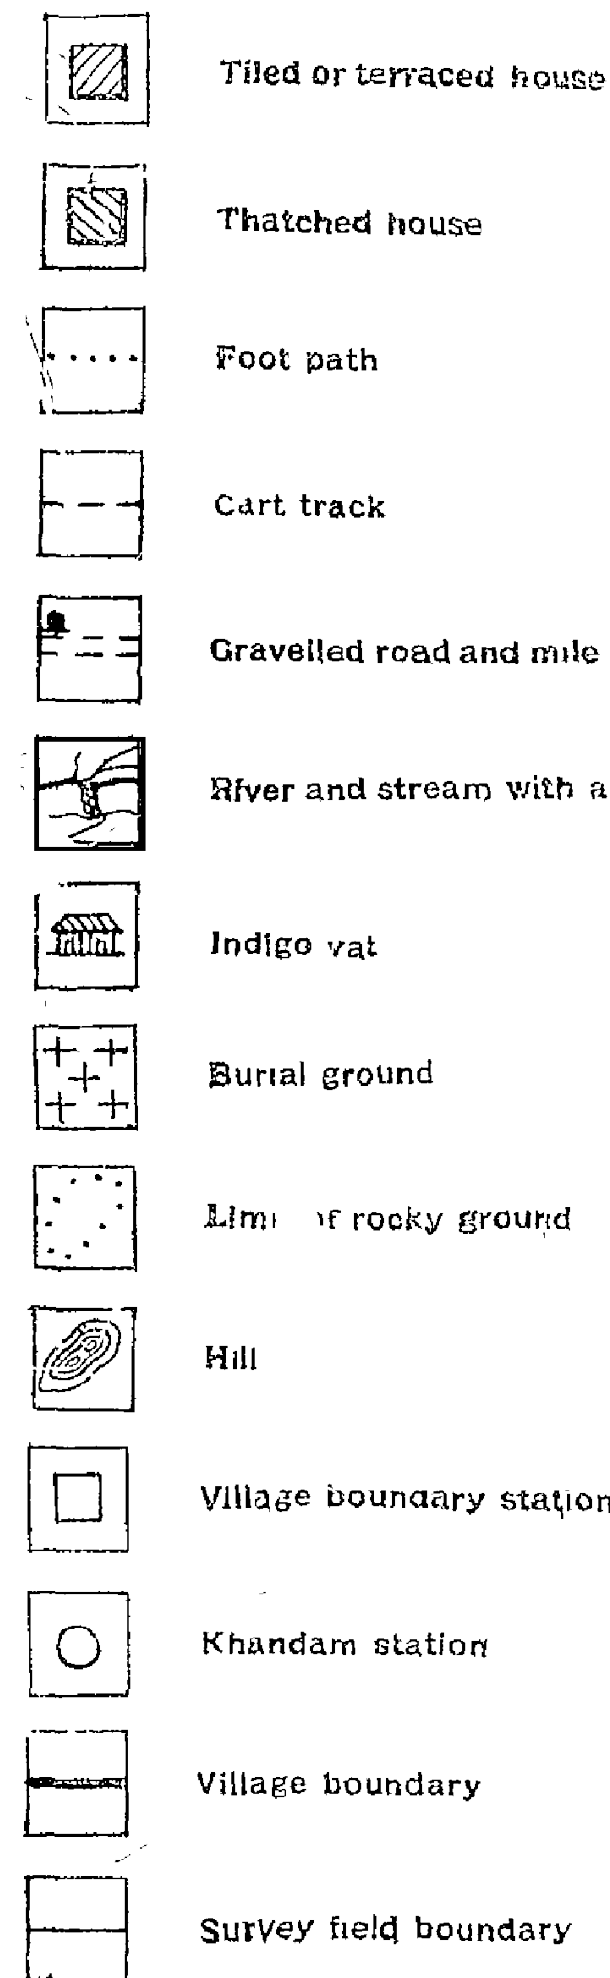 Tiled or terraced house
Thatched house
Foot path
Cart track
Gravelled road and mile
River and stream with a
Indigo vat
Burial ground
rocky ground
Hill
Village boundary station
Khandam station
Village boundary
Survey field boundary